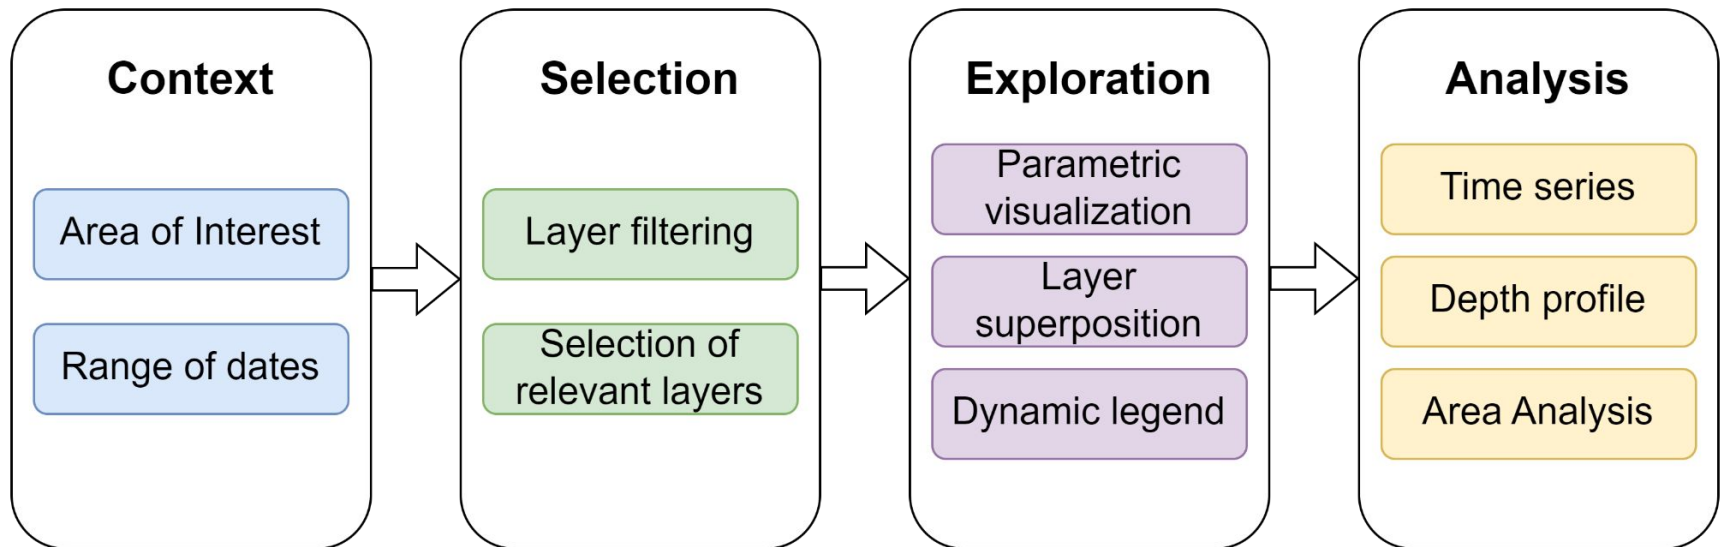 Context
Area of Interest
Range of dates
Selection
Layer filtering
Selection of
relevant layers
Exploration
Parametric
visualization
Layer
superposition
Dynamic legend
Analysis
Time series
Depth profile
Area Analysis